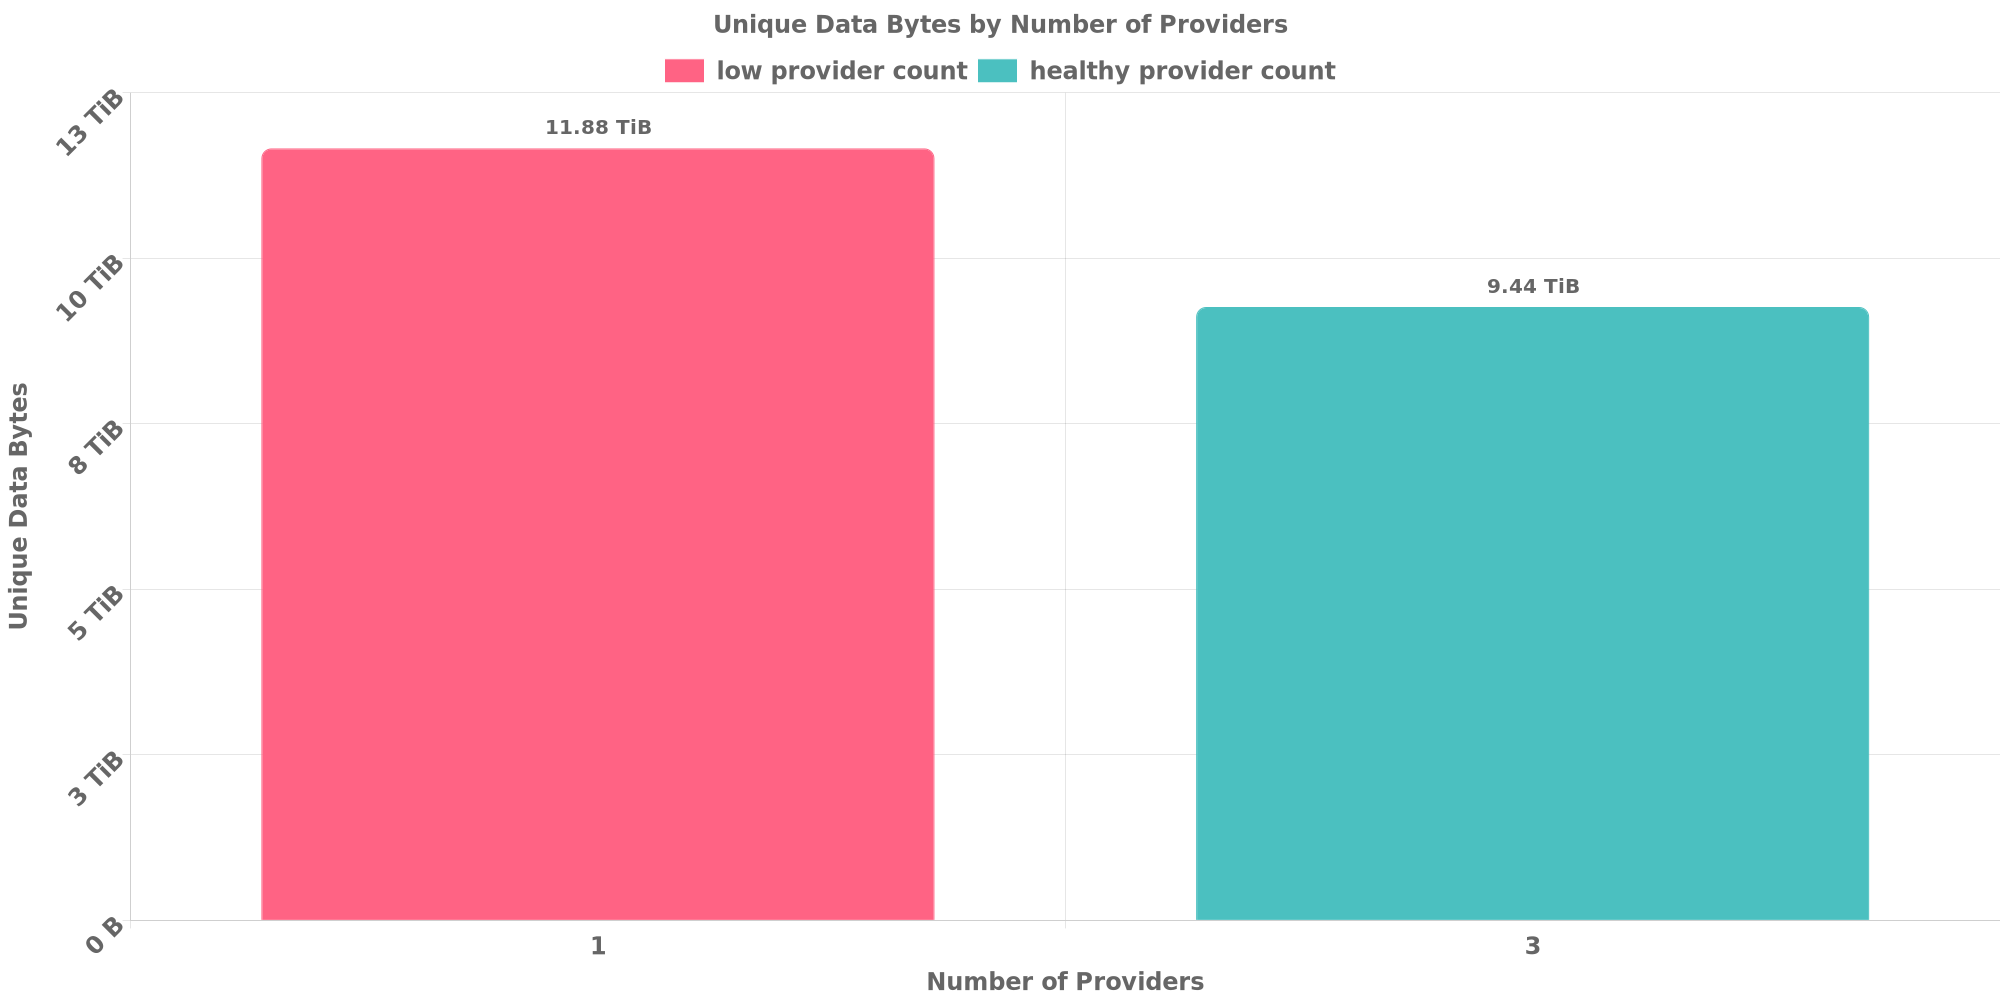 Unique Data Bytes by Number of Providers
low provider count
healthy provider count
13 TiB
10 TiB
8 TiB
5 TiB
3 TiB
0 B
Unique Data Bytes
11.88 TiB
9.44 TiB
1
3
Number of Providers